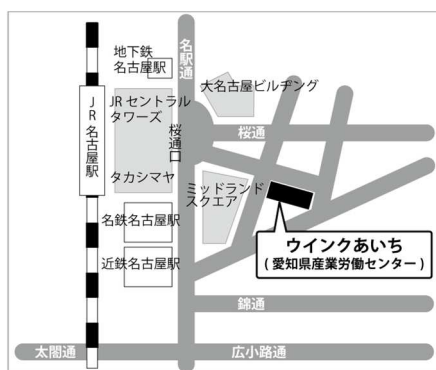 地下鉄
名古屋駅
名駅通
大名古屋ビルヂング
JR名古屋駅
JRセントラル
タワーズ
桜通口
桜通
タカシマヤ
ミッドランド
スクエア
名鉄名古屋駅
近鉄名古屋駅
ウインクあいち
(愛知県産業労働センター)
錦通
太閤通
広小路通